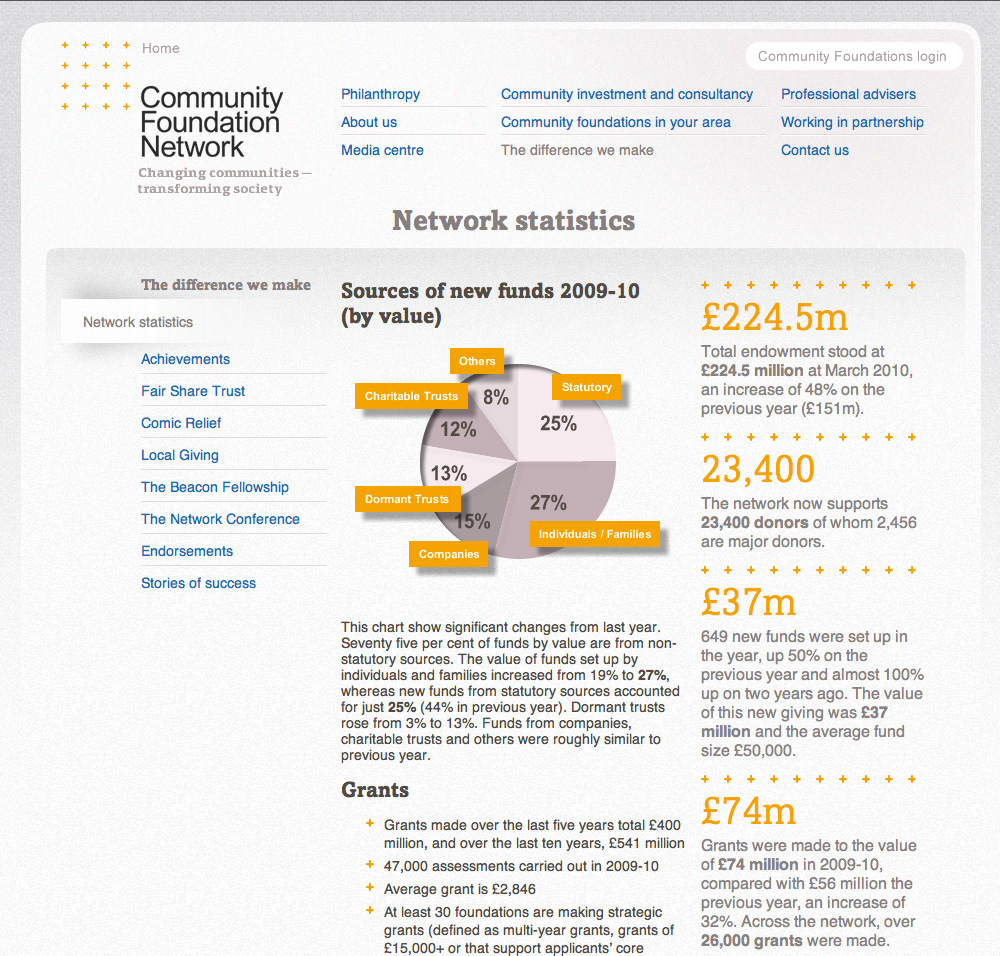 Home
Community Foundations login
Community
Foundation
Network
Changing communities –
transforming society
Philanthropy
About us
Media centre
Community investment and consultancy
Community foundations in your area
The difference we make
Professional advisers
Working in partnership
Contact us
Network statistics
The difference we make
Network statistics
Achievements
Fair Share Trust
Comic Relief
Local Giving
The Beacon Fellowship
The Network Conference
Endorsements
Stories of success
Sources of new funds 2009-10
(by value)
Others
Statutory
Charitable Trusts
8%
25%
12%
13%
Dormant Trusts
27%
15%
Individuals / Families
Companies
This chart show significant changes from last year.
Seventy five per cent of funds by value are from non-
statutory sources. The value of funds set up by
individuals and families increased from 19% to 27%,
whereas new funds from statutory sources accounted
for just 25% (44% in previous year). Dormant trusts
rose from 3% to 13%. Funds from companies,
charitable trusts and others were roughly similar to
previous year.
Grants
Grants made over the last five years total £400
million, and over the last ten years, £541 million
47,000 assessments carried out in 2009-10
Average grant is £2,846
At least 30 foundations are making strategic
grants (defined as multi-year grants, grants of
£15,000+ or that support applicants' core
£224.5m
Total endowment stood at
£224.5 million at March 2010,
an increase of 48% on the
previous year (£151m).
23,400
The network now supports
23,400 donors of whom 2,456
are major donors.
£37m
649 new funds were set up in
the year, up 50% on the
previous year and almost 100%
up on two years ago. The value
of this new giving was £37
million and the average fund
size £50,000.
£74m
Grants were made to the value
of £74 million in 2009-10,
compared with £56 million the
previous year, an increase of
32%. Across the network, over
26,000 grants were made.